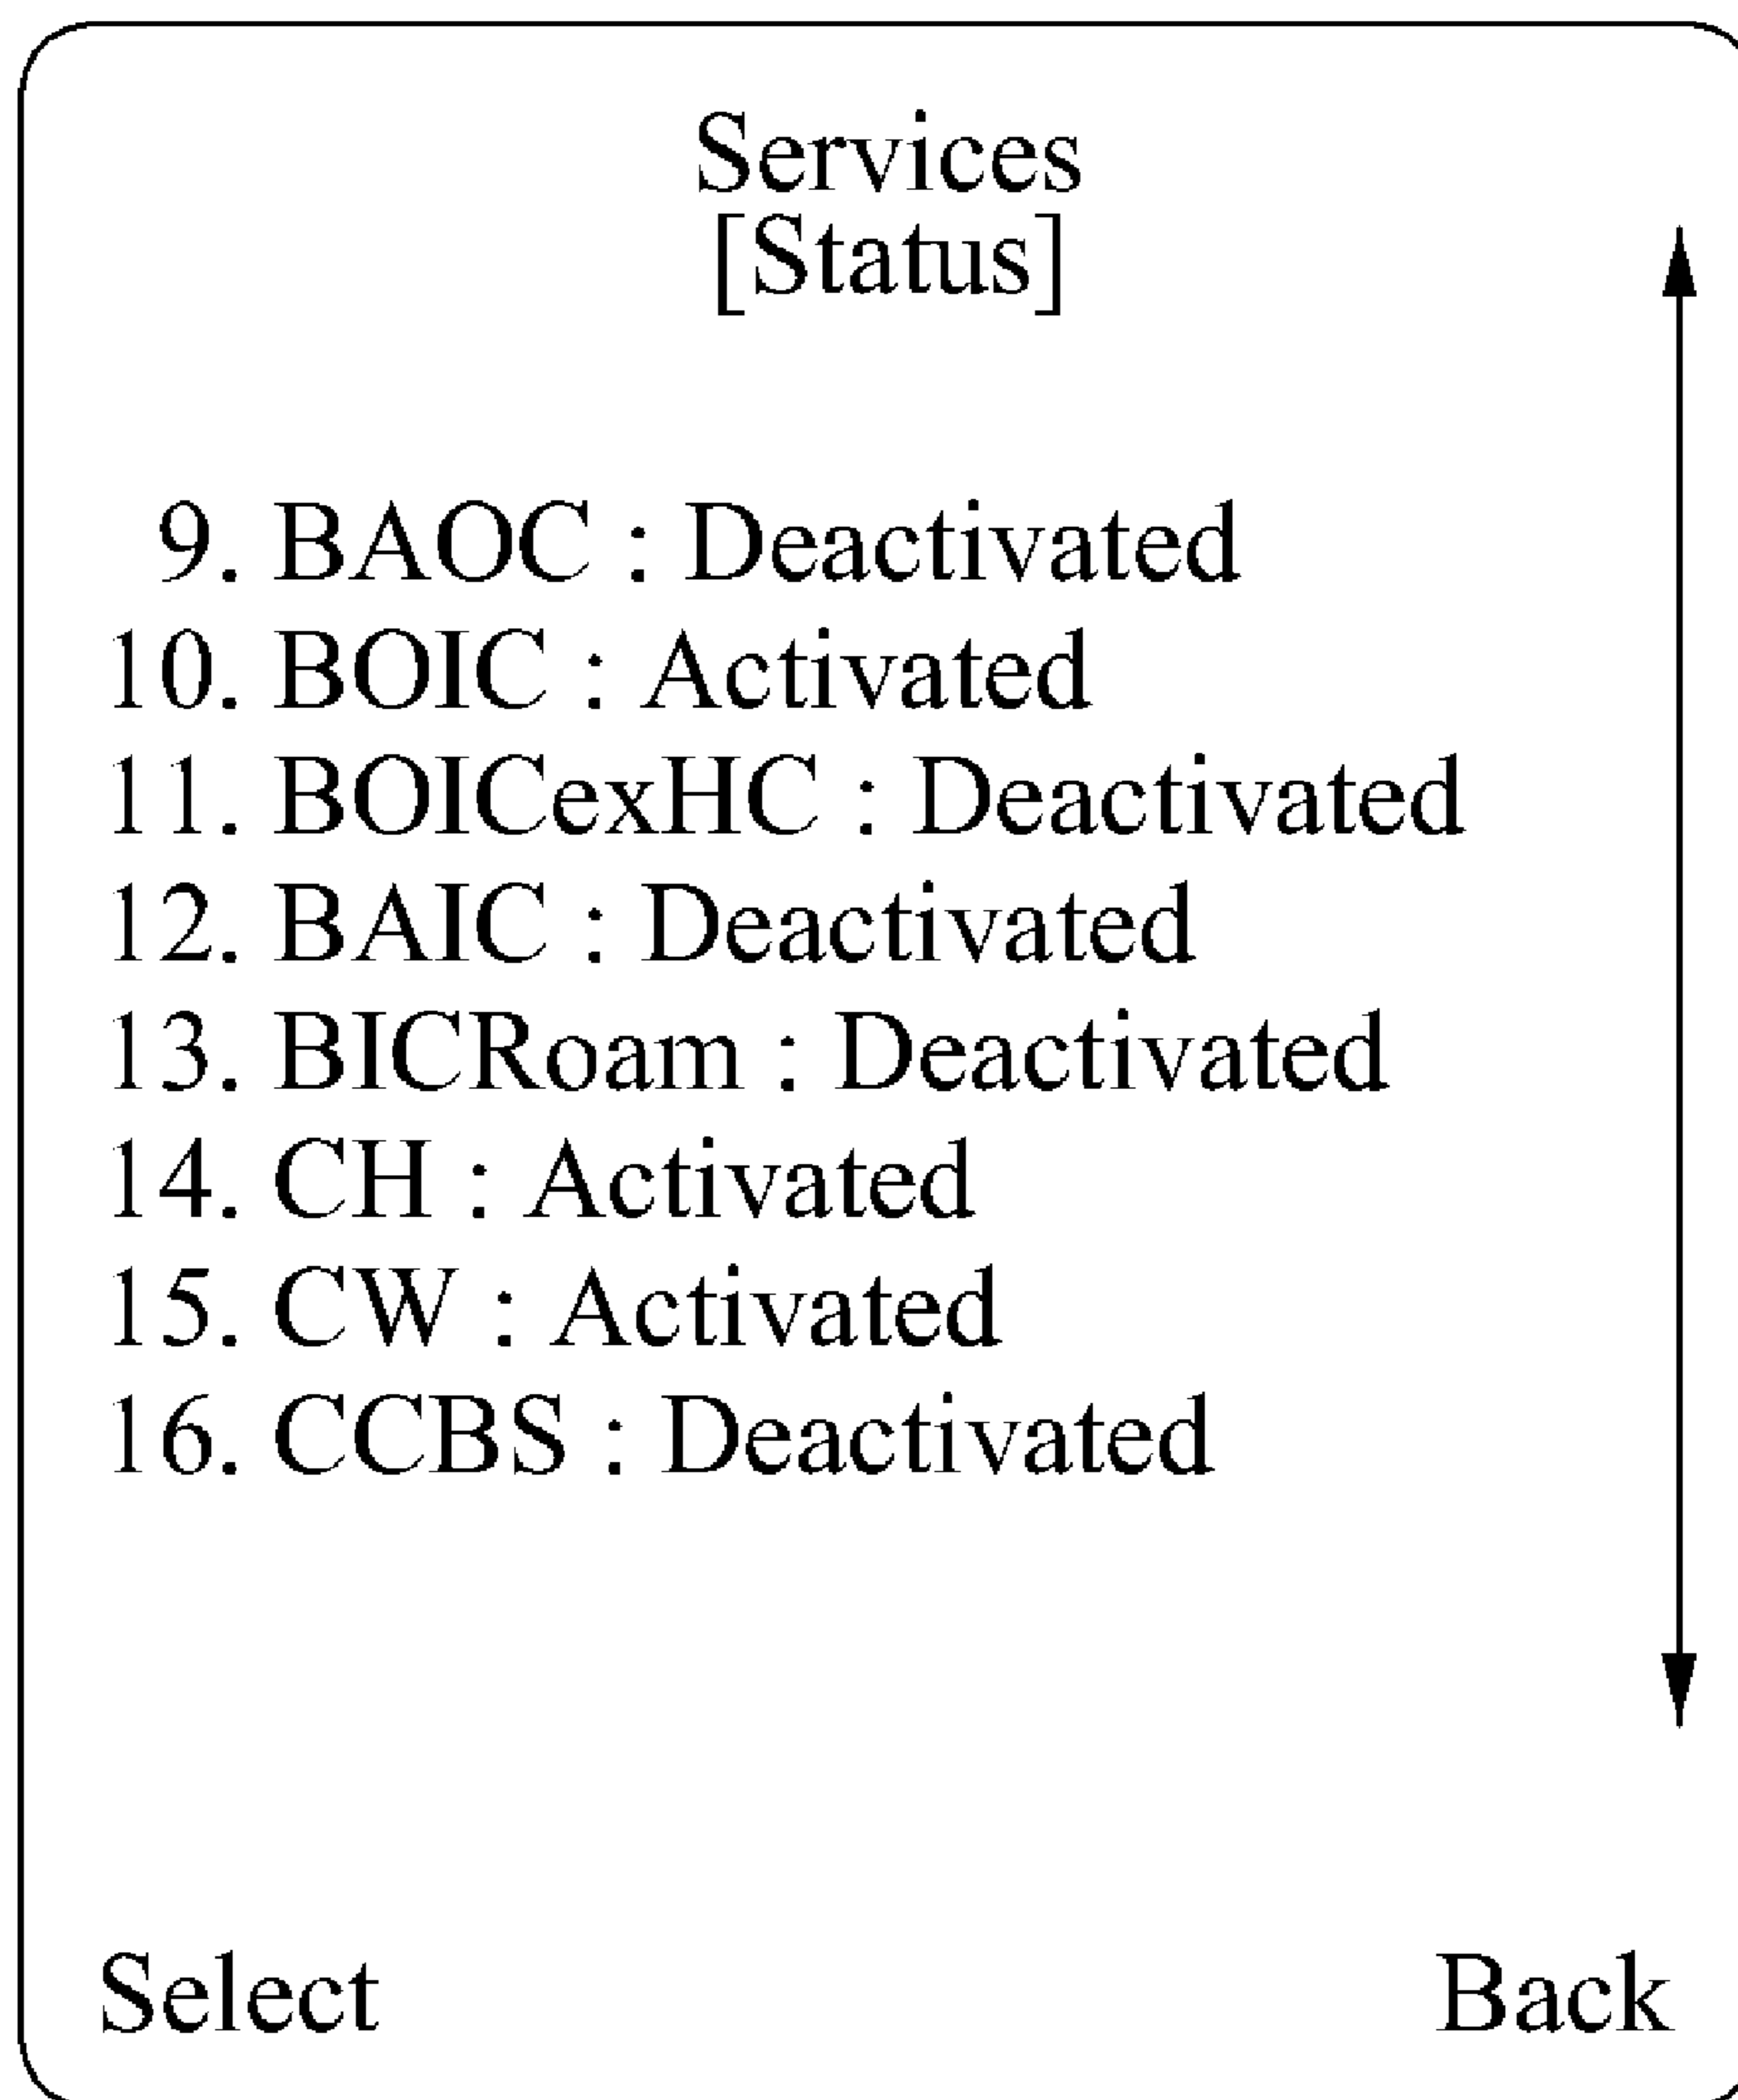 Services
[Status]
9. BAOC : Deactivated
10. BOIC : Activated
11. BOICexHC : Deactivated
12. BAIC : Deactivated
13. BICRoam : Deactivated
14. CH : Activated
15. CW : Activated
16. CCBS : Deactivated
Select Back